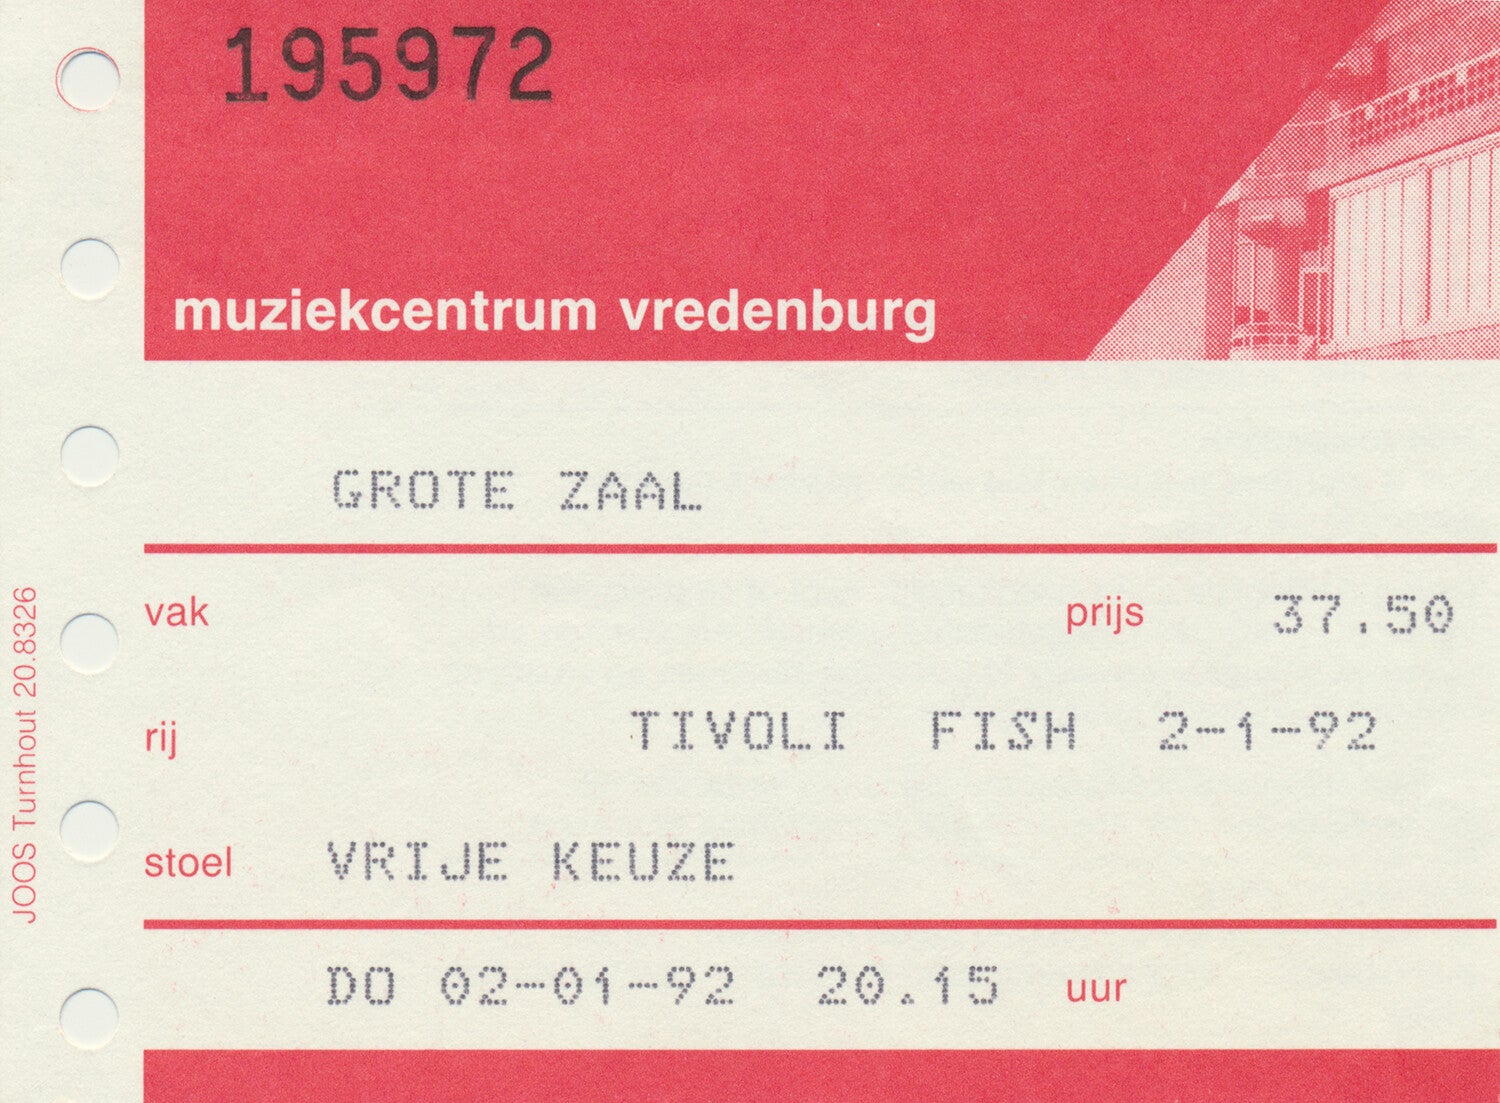 195972
muziekcentrum vredenburg
GROTE ZAAL
vak prijs 37.50
rij TIVOLI FISH 2-1-92
stoel VRIJE KEUZE
DO 02-01-92 20.15 uur
JOOS Turnhout 20.8326